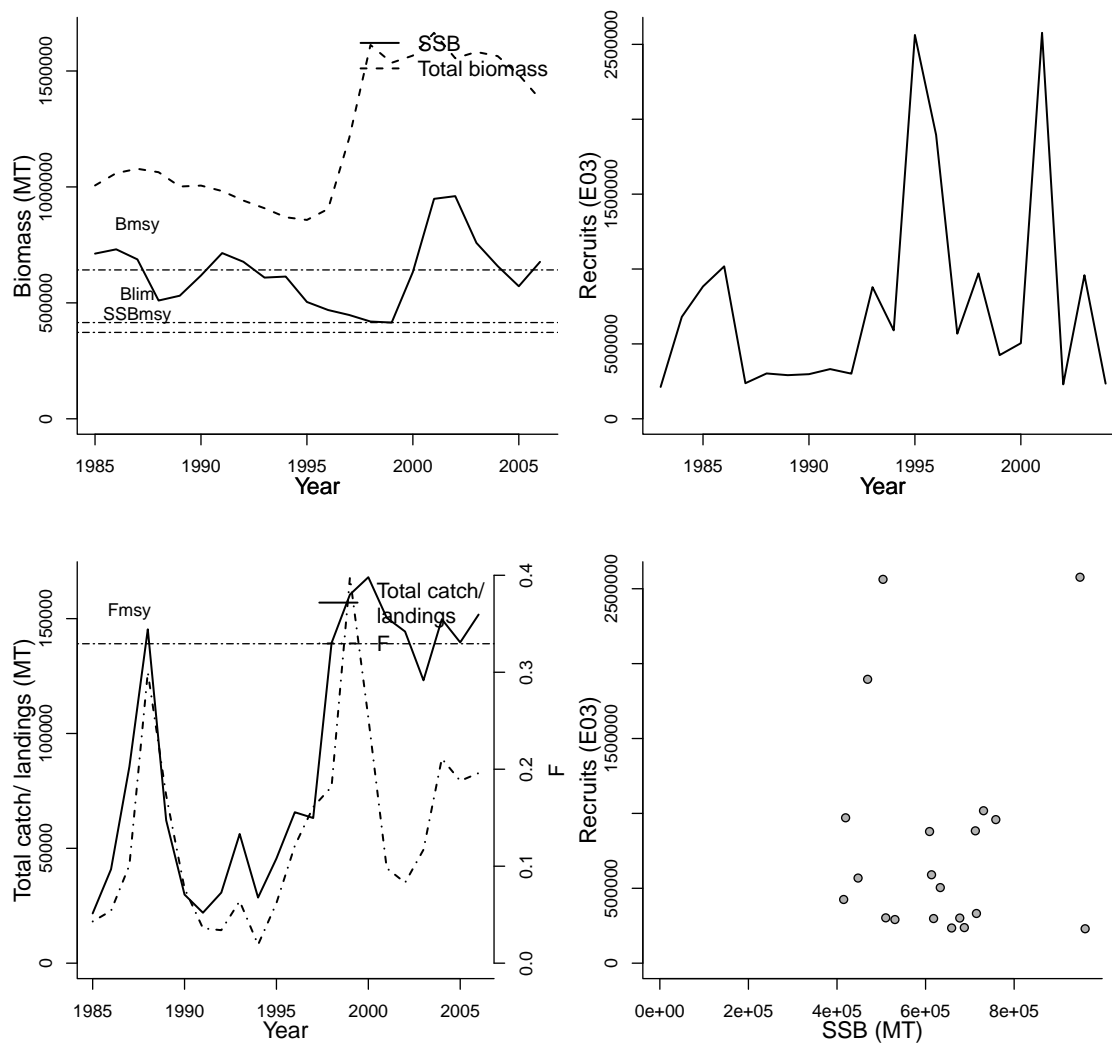 SSB
Total biomass
Bmsy
Blim
SSBmsy
Biomass (MT)
0
500000
1000000
1500000
1985
1990
1995
2000
2005
Year
Recruits (E03)
500000
1500000
2500000
1985
1990
1995
2000
Year
Total catch/
landings
F
Fmsy
Total catch/ landings (MT)
0
50000
100000
150000
0.0
0.1
0.2
0.3
0.4
F
1985
1990
1995
2000
2005
Year
Recruits (E03)
0
500000
1500000
2500000
0e+00
2e+05
4e+05
6e+05
8e+05
SSB (MT)